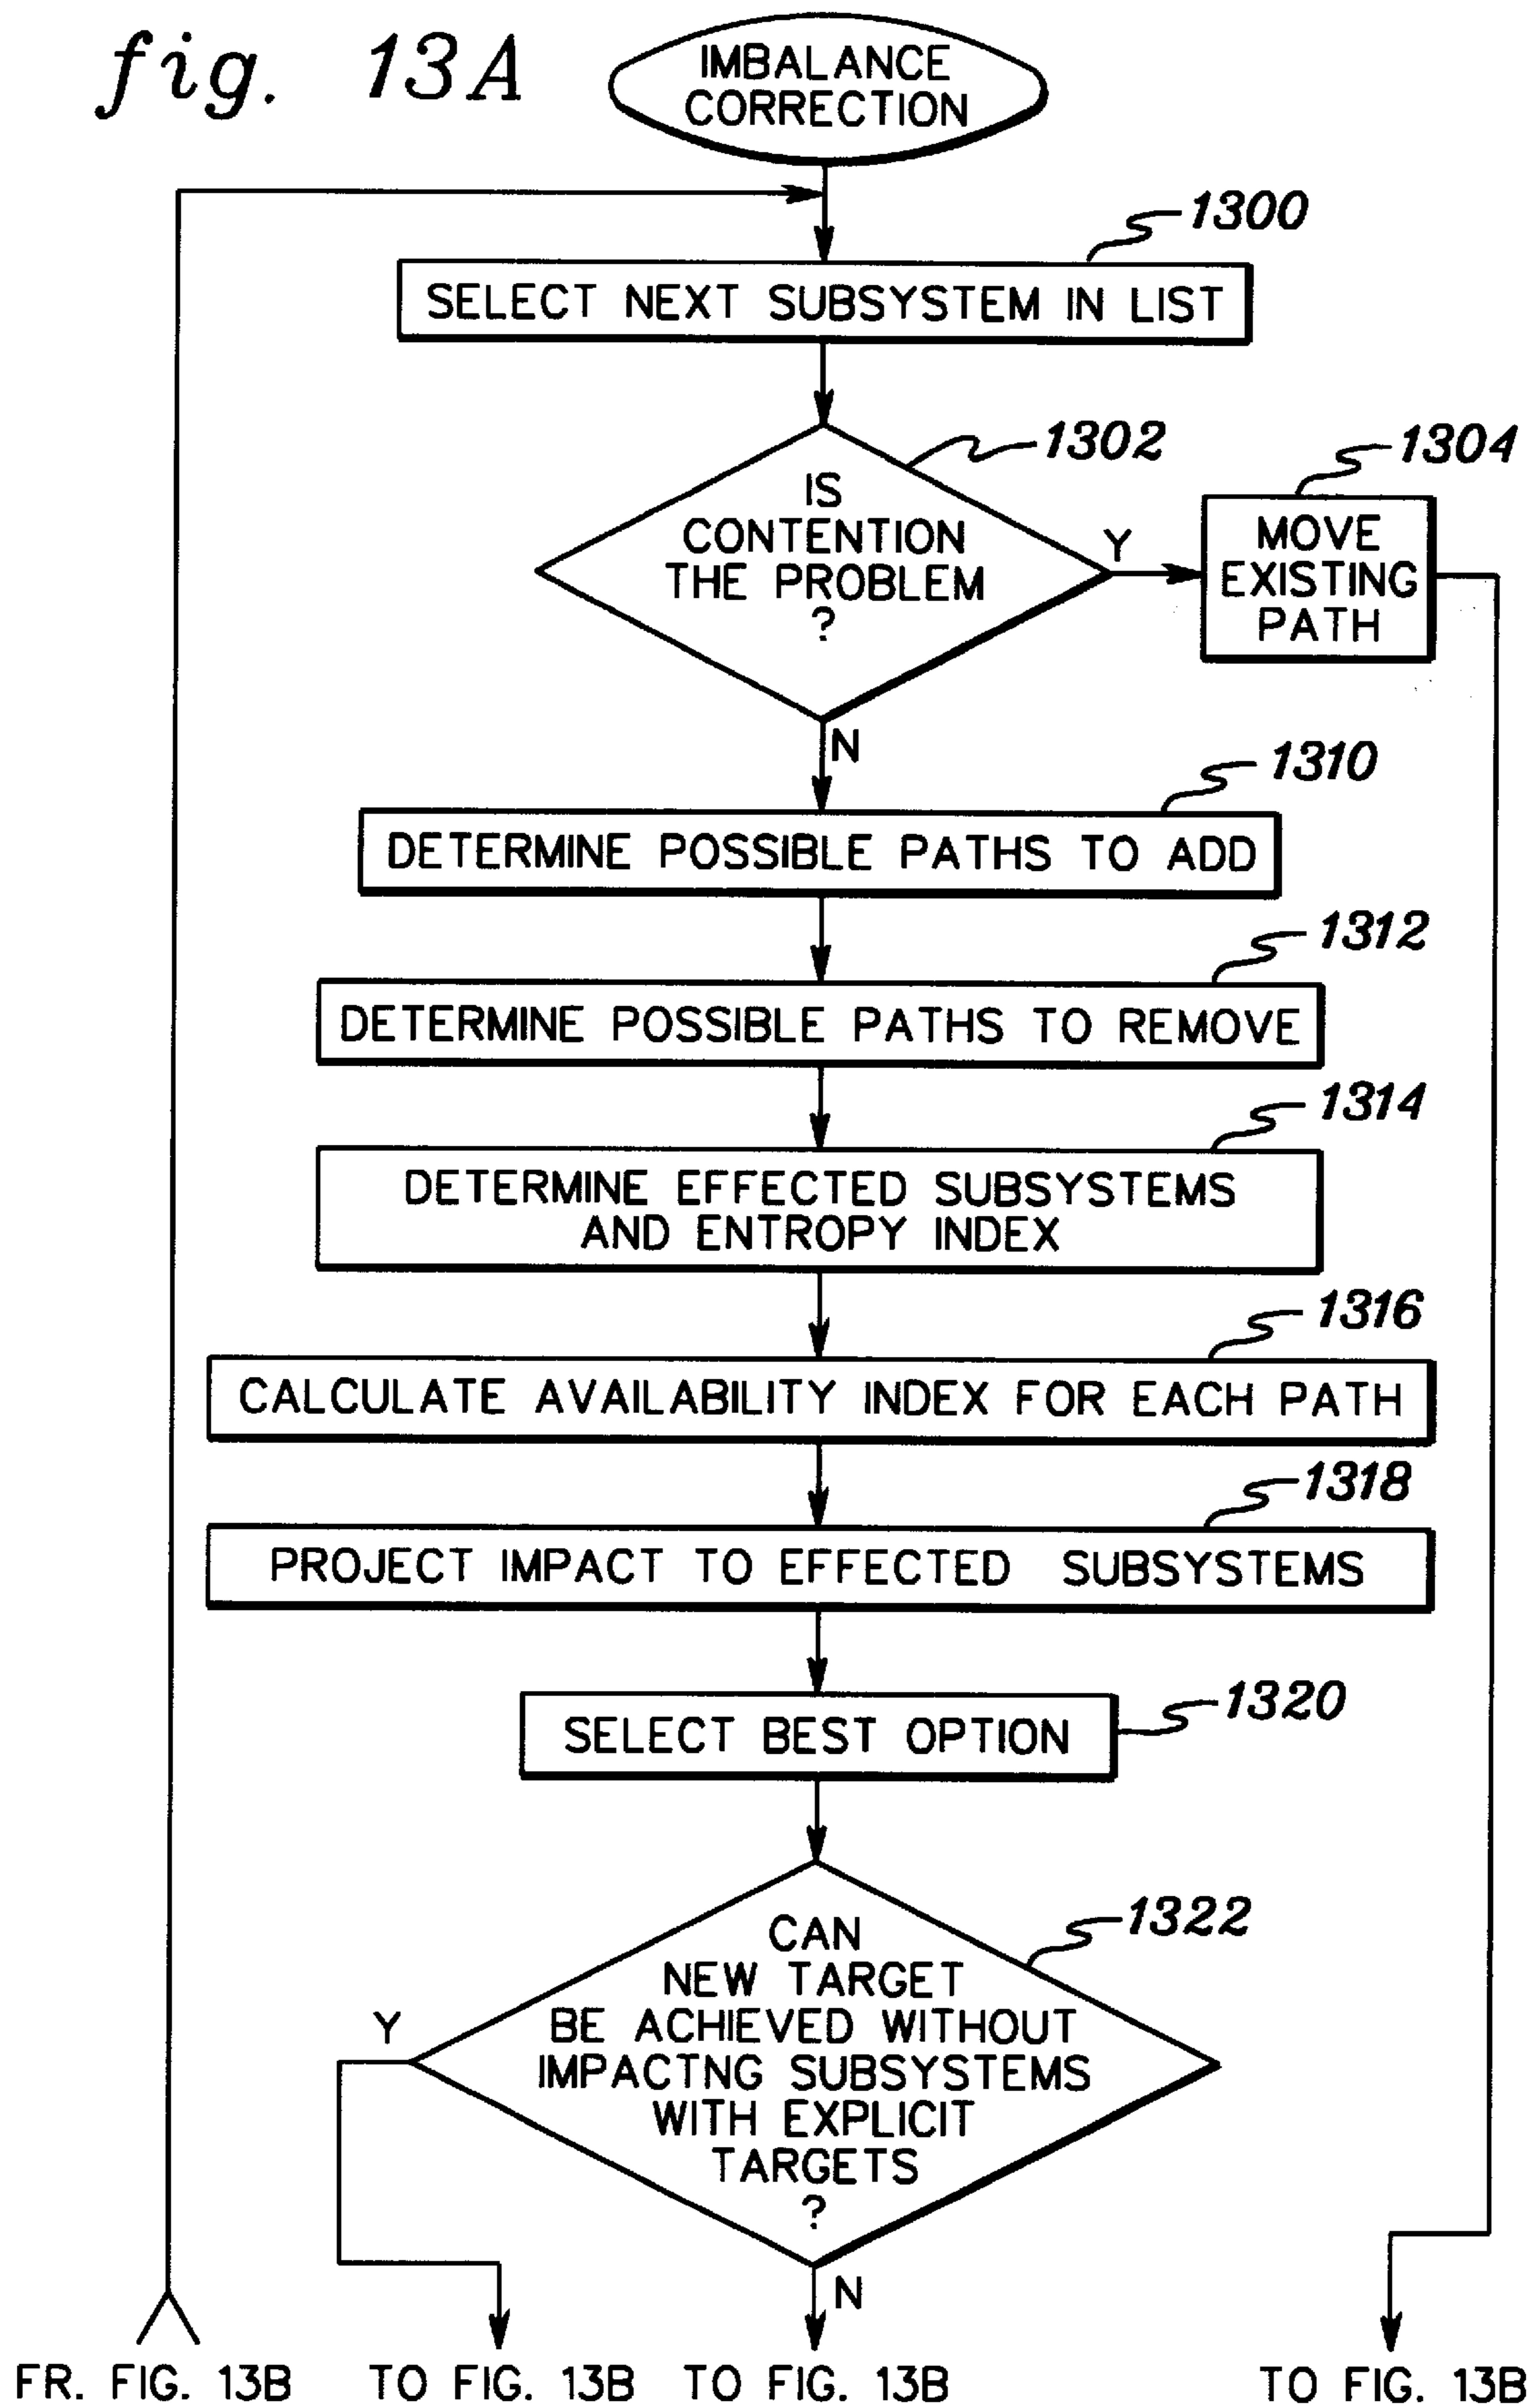 fig. 13A
IMBALANCE
CORRECTION
1300
SELECT NEXT SUBSYSTEM IN LIST
1302
IS
CONTENTION
THE PROBLEM
?
Y
1304
MOVE
EXISTING
PATH
N
1310
DETERMINE POSSIBLE PATHS TO ADD
1312
DETERMINE POSSIBLE PATHS TO REMOVE
1314
DETERMINE EFFECTED SUBSYSTEMS
AND ENTROPY INDEX
1316
CALCULATE AVAILABILITY INDEX FOR EACH PATH
1318
PROJECT IMPACT TO EFFECTED SUBSYSTEMS
1320
SELECT BEST OPTION
1322
CAN
NEW TARGET
BE ACHIEVED WITHOUT
IMPACTNG SUBSYSTEMS
WITH EXPLICIT
TARGETS
?
Y
N
FR. FIG. 13B
TO FIG. 13B
TO FIG. 13B
TO FIG. 13B